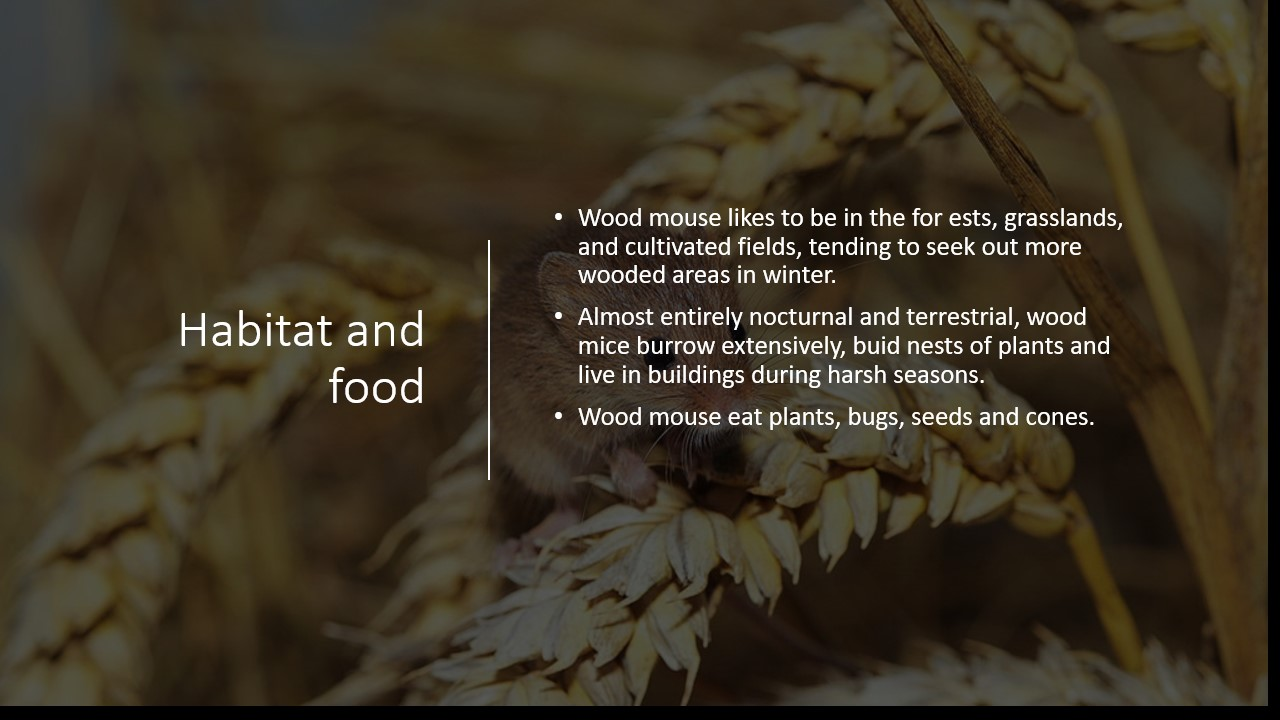 Habitat and
food
• Wood mouse likes to be in the for ests, grasslands,
and cultivated fields, tending to seek out more
wooded areas in winter.
• Almost entirely nocturnal and terrestrial, wood
mice burrow extensively, buid nests of plants and
live in buildings during harsh seasons.
• Wood mouse eat plants, bugs, seeds and cones.